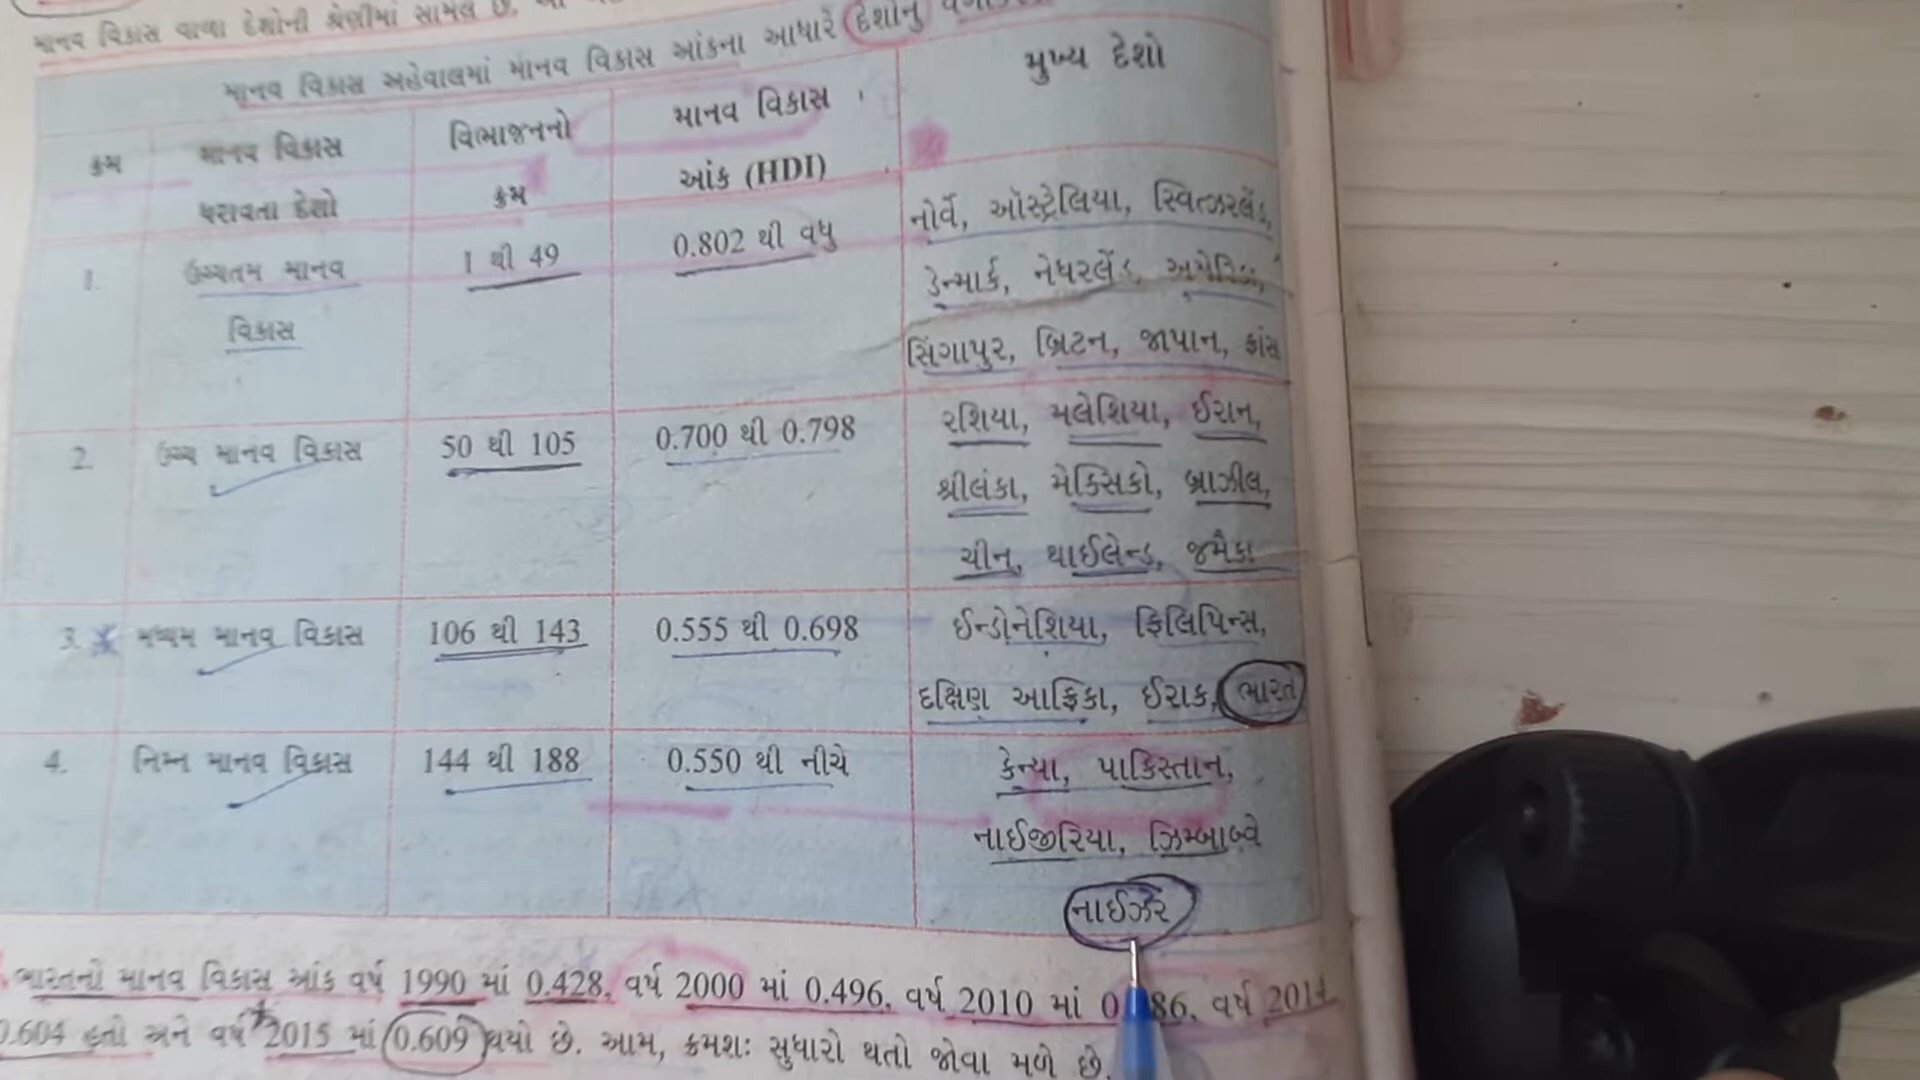 માનવ વિકાસ વાળા દેશોની શ્રેણીમાં સામેલ છે.
માનવ વિકાસ અહેવાલમાં માનવ વિકાસ આંકના આધારે દેશોનું
ક્રમ
માનવ વિકાસ
ધરાવતા દેશો
વિભાજનનો
ક્રમ
માનવ વિકાસ
આંક (HDI)
મુખ્ય દેશો
1.
ઉચ્ચતમ માનવ
વિકાસ
1 થી 49
0.802 થી વધુ
નોર્વે, ઑસ્ટ્રેલિયા, સ્વિત્ઝરલેંડ,
ડેન્માર્ક, નેધરલેંડ, અમેરિકા,
સિંગાપુર, બ્રિટન, જાપાન, ફ્રાંસ
2.
ઉચ્ચ માનવ વિકાસ
50 થી 105
0.700 થી 0.798
રશિયા, મલેશિયા, ઈરાન,
શ્રીલંકા, મેક્સિકો, બ્રાઝીલ,
ચીન, થાઈલેન્ડ, જમૈકા
3.
મધ્યમ માનવ વિકાસ
106 થી 143
0.555 થી 0.698
ઈન્ડોનેશિયા, ફિલિપિન્સ,
દક્ષિણ આફ્રિકા, ઈરાક, ભારત
4.
નિમ્ન માનવ વિકાસ
144 થી 188
0.550 થી નીચે
કેન્યા, પાકિસ્તાન,
નાઈજીરિયા, ઝિમ્બાબ્વે
નાઈઝર
ભારતનો માનવ વિકાસ આંક વર્ષ 1990 માં 0.428, વર્ષ 2000 માં 0.496, વર્ષ 2010 માં 86, વર્ષ 2014
0.604 હતો અને વર્ષ 2015 માં 0.609 થયો છે. આમ, ક્રમશઃ સુધારો થતો જોવા મળે છે.